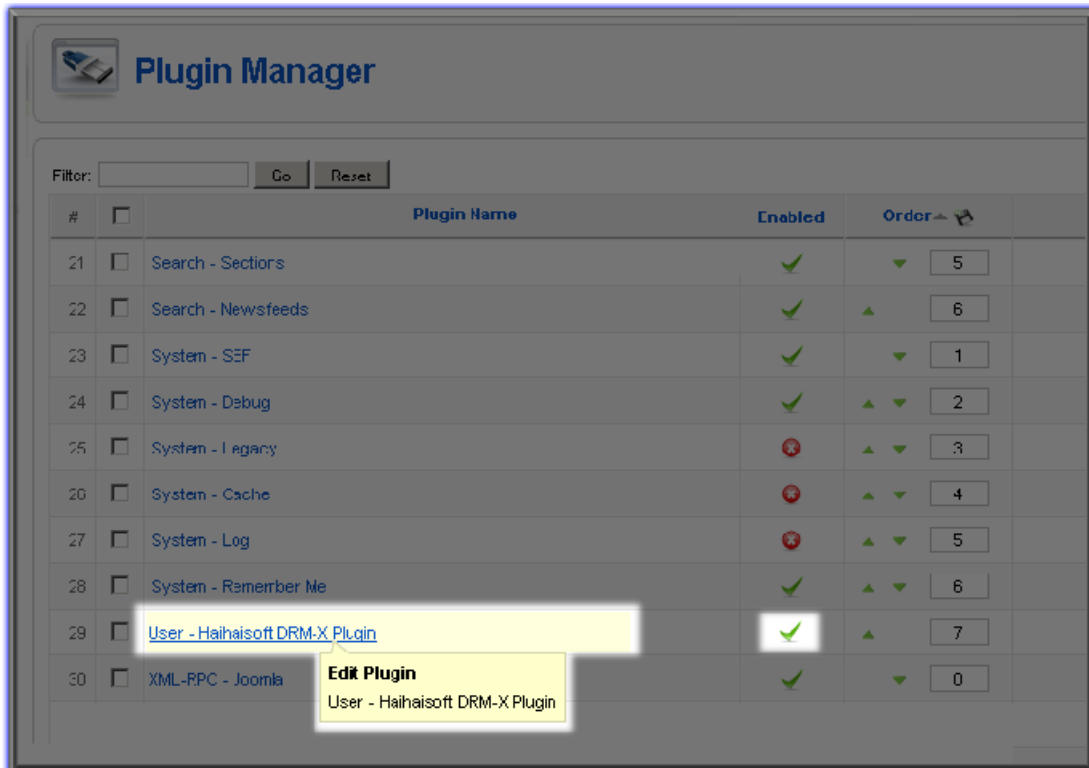 Plugin Manager
Filter: Go Reset
# Plugin Name Enabled Order
21 Search - Sections 5
22 Search - Newsfeeds 6
23 System - SEF 1
24 System - Debug 2
25 System - Legacy 3
26 System - Cache 4
27 System - Log 5
28 System - Remember Me 6
29 User - Haihaisoft DRM-X Plugin 7
30 XML-RPC - Joomla 0
Edit Plugin
User - Haihaisoft DRM-X Plugin